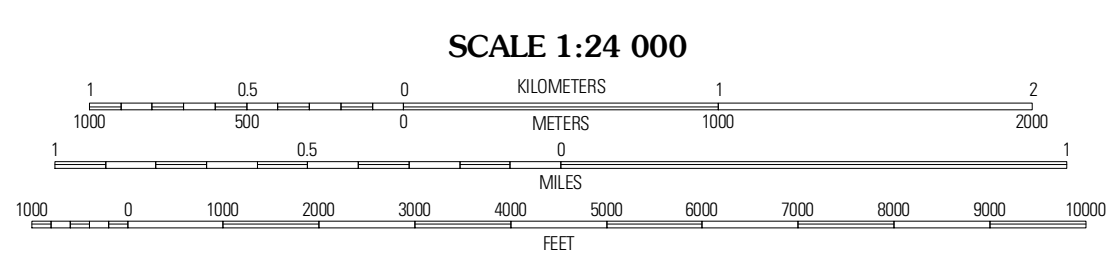 SCALE 1:24 000
1 0.5 0 KILOMETERS 1 2
1000 500 0 METERS 1000 2000
1 0.5 0 1
MILES
1000 0 1000 2000 3000 4000 5000 6000 7000 8000 9000 10000
FEET